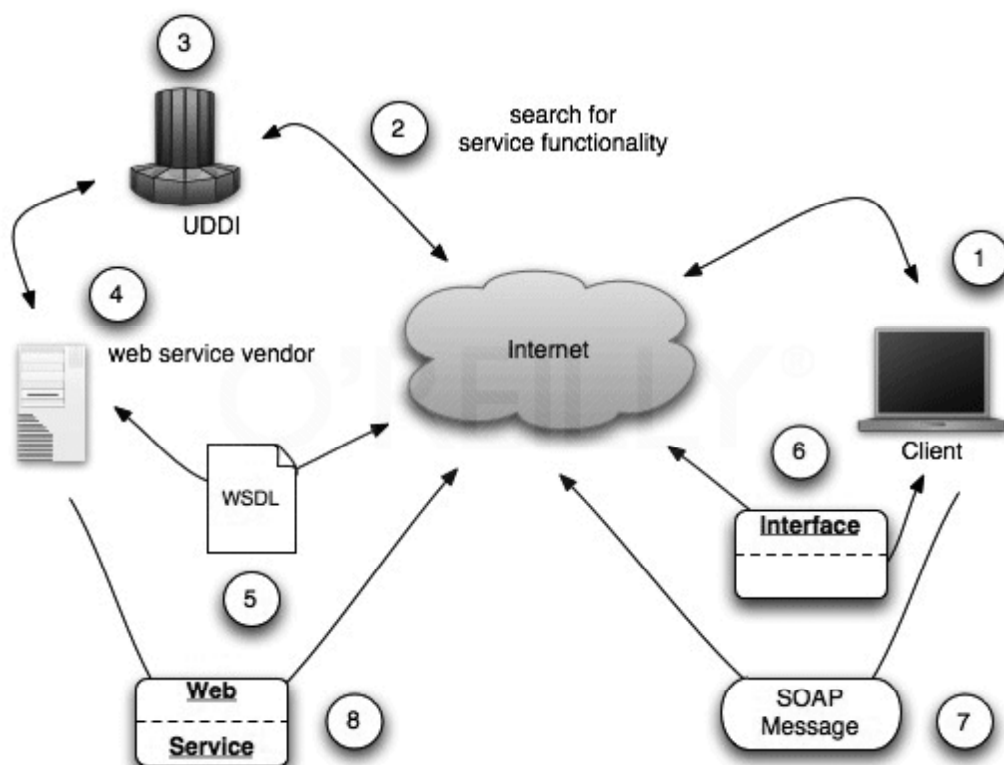 3
2
search for
service functionality
UDDI
1
4
web service vendor
Internet
O'REILLY®
Client
6
WSDL
Interface
5
Web
Service
8
SOAP
Message
7